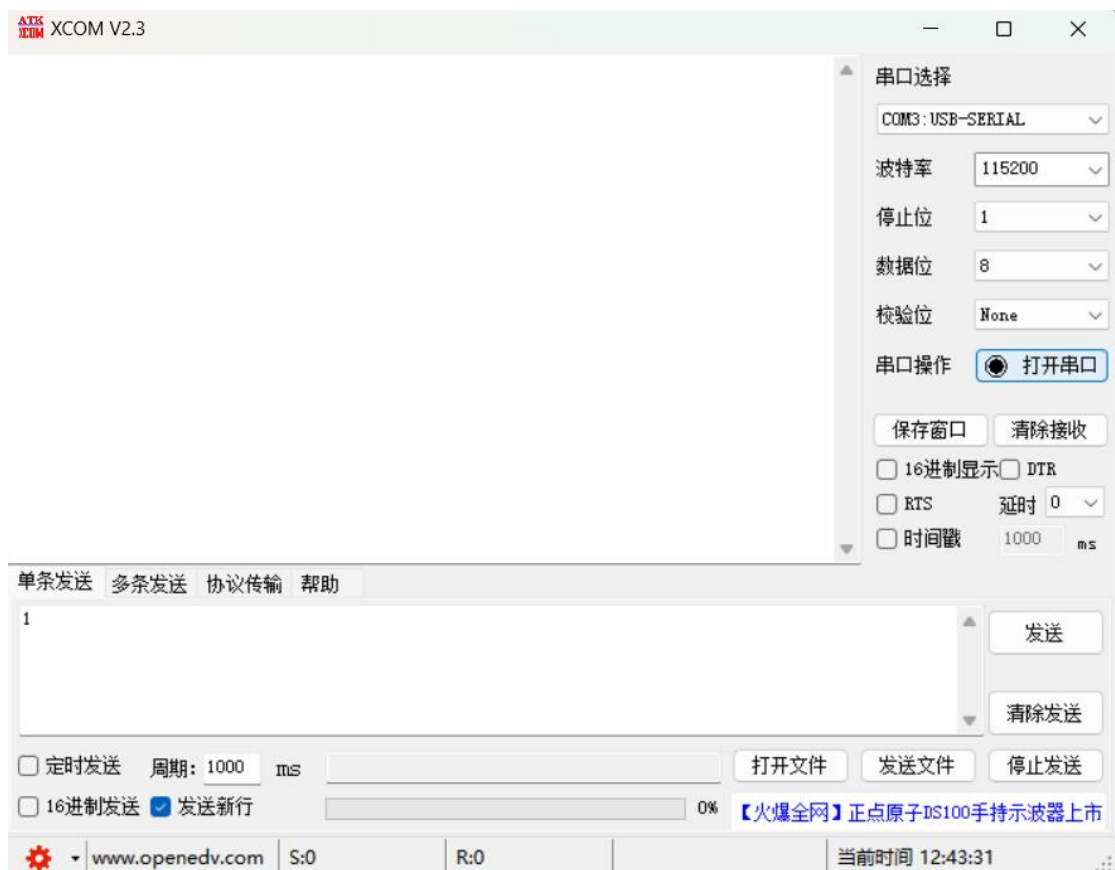 ATK XCOM XCOM V2.3
串口选择
COM3:USB-SERIAL
波特率 115200
停止位 1
数据位 8
校验位 None
串口操作 打开串口
保存窗口 清除接收
16进制显示 DTR
RTS 延时 0
时间戳 1000 ms
单条发送 多条发送 协议传输 帮助
1
发送
清除发送
定时发送 周期: 1000 ms 打开文件 发送文件 停止发送
16进制发送 发送新行 0% 【火爆全网】正点原子DS100手持示波器上市
www.openedv.com S:0 R:0 当前时间 12:43:31